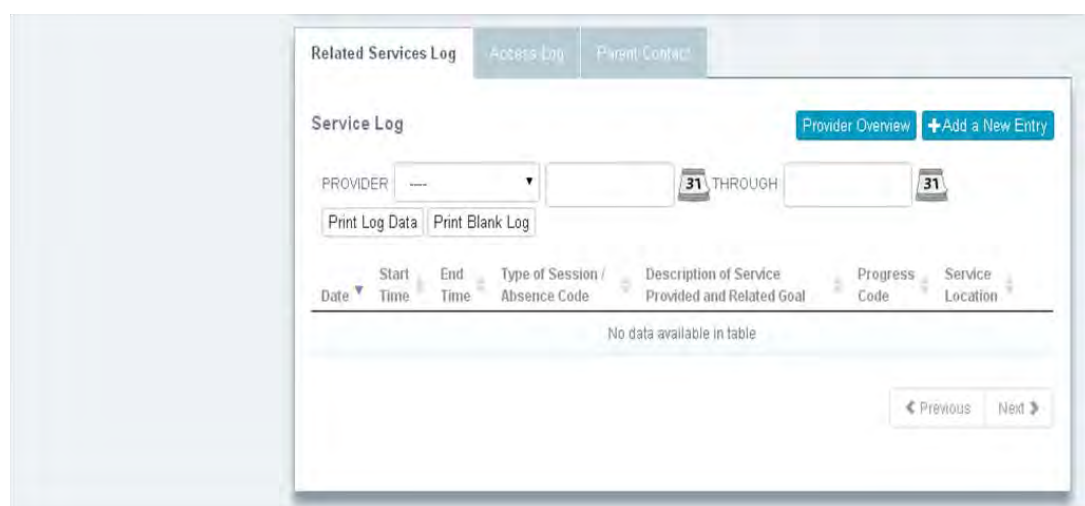 Related Services Log Access Log Parent Contact
Service Log Provider Overview +Add a New Entry
PROVIDER ---- 31 THROUGH 31
Print Log Data Print Blank Log
Start End Type of Session / Description of Service Progress Service
Date Time Time Absence Code Provided and Related Goal Code Location
No data available in table
Previous Next